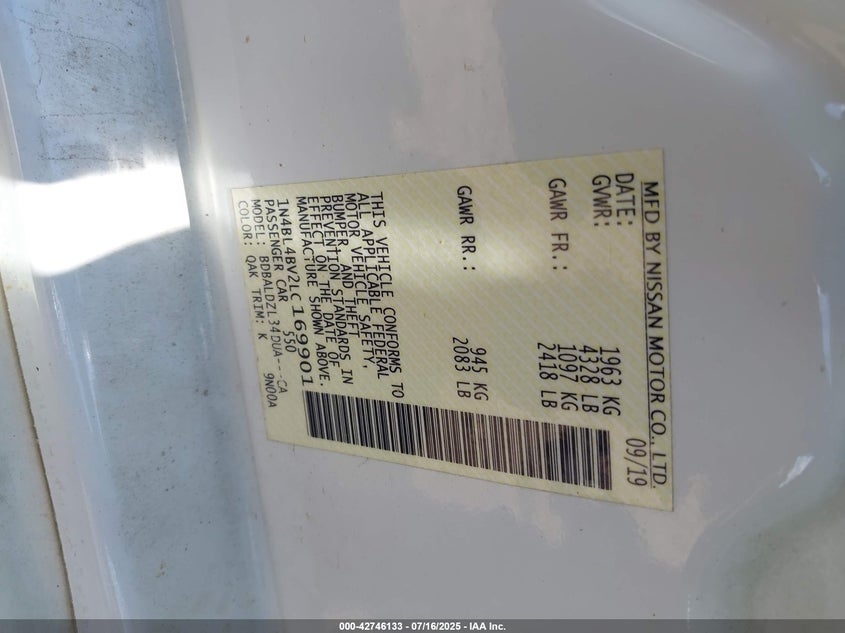 MFD BY NISSAN MOTOR CO., LTD.
DATE: 09/19
GVWR: 1963 KG
4328 LB
GAWR FR.: 1097 KG
2418 LB
GAWR RR.: 945 KG
2083 LB
THIS VEHICLE CONFORMS TO
ALL APPLICABLE FEDERAL
MOTOR VEHICLE SAFETY,
BUMPER, AND THEFT
PREVENTION STANDARDS IN
EFFECT ON THE DATE OF
MANUFACTURE SHOWN ABOVE.
1N4BL4BV2LC169901
PASSENGER CAR 550
MODEL: BDBALDZL34DUA---CA
COLOR: QAK TRIM: K 9N00A
000-42746133 - 07/16/2025 - IAA Inc.